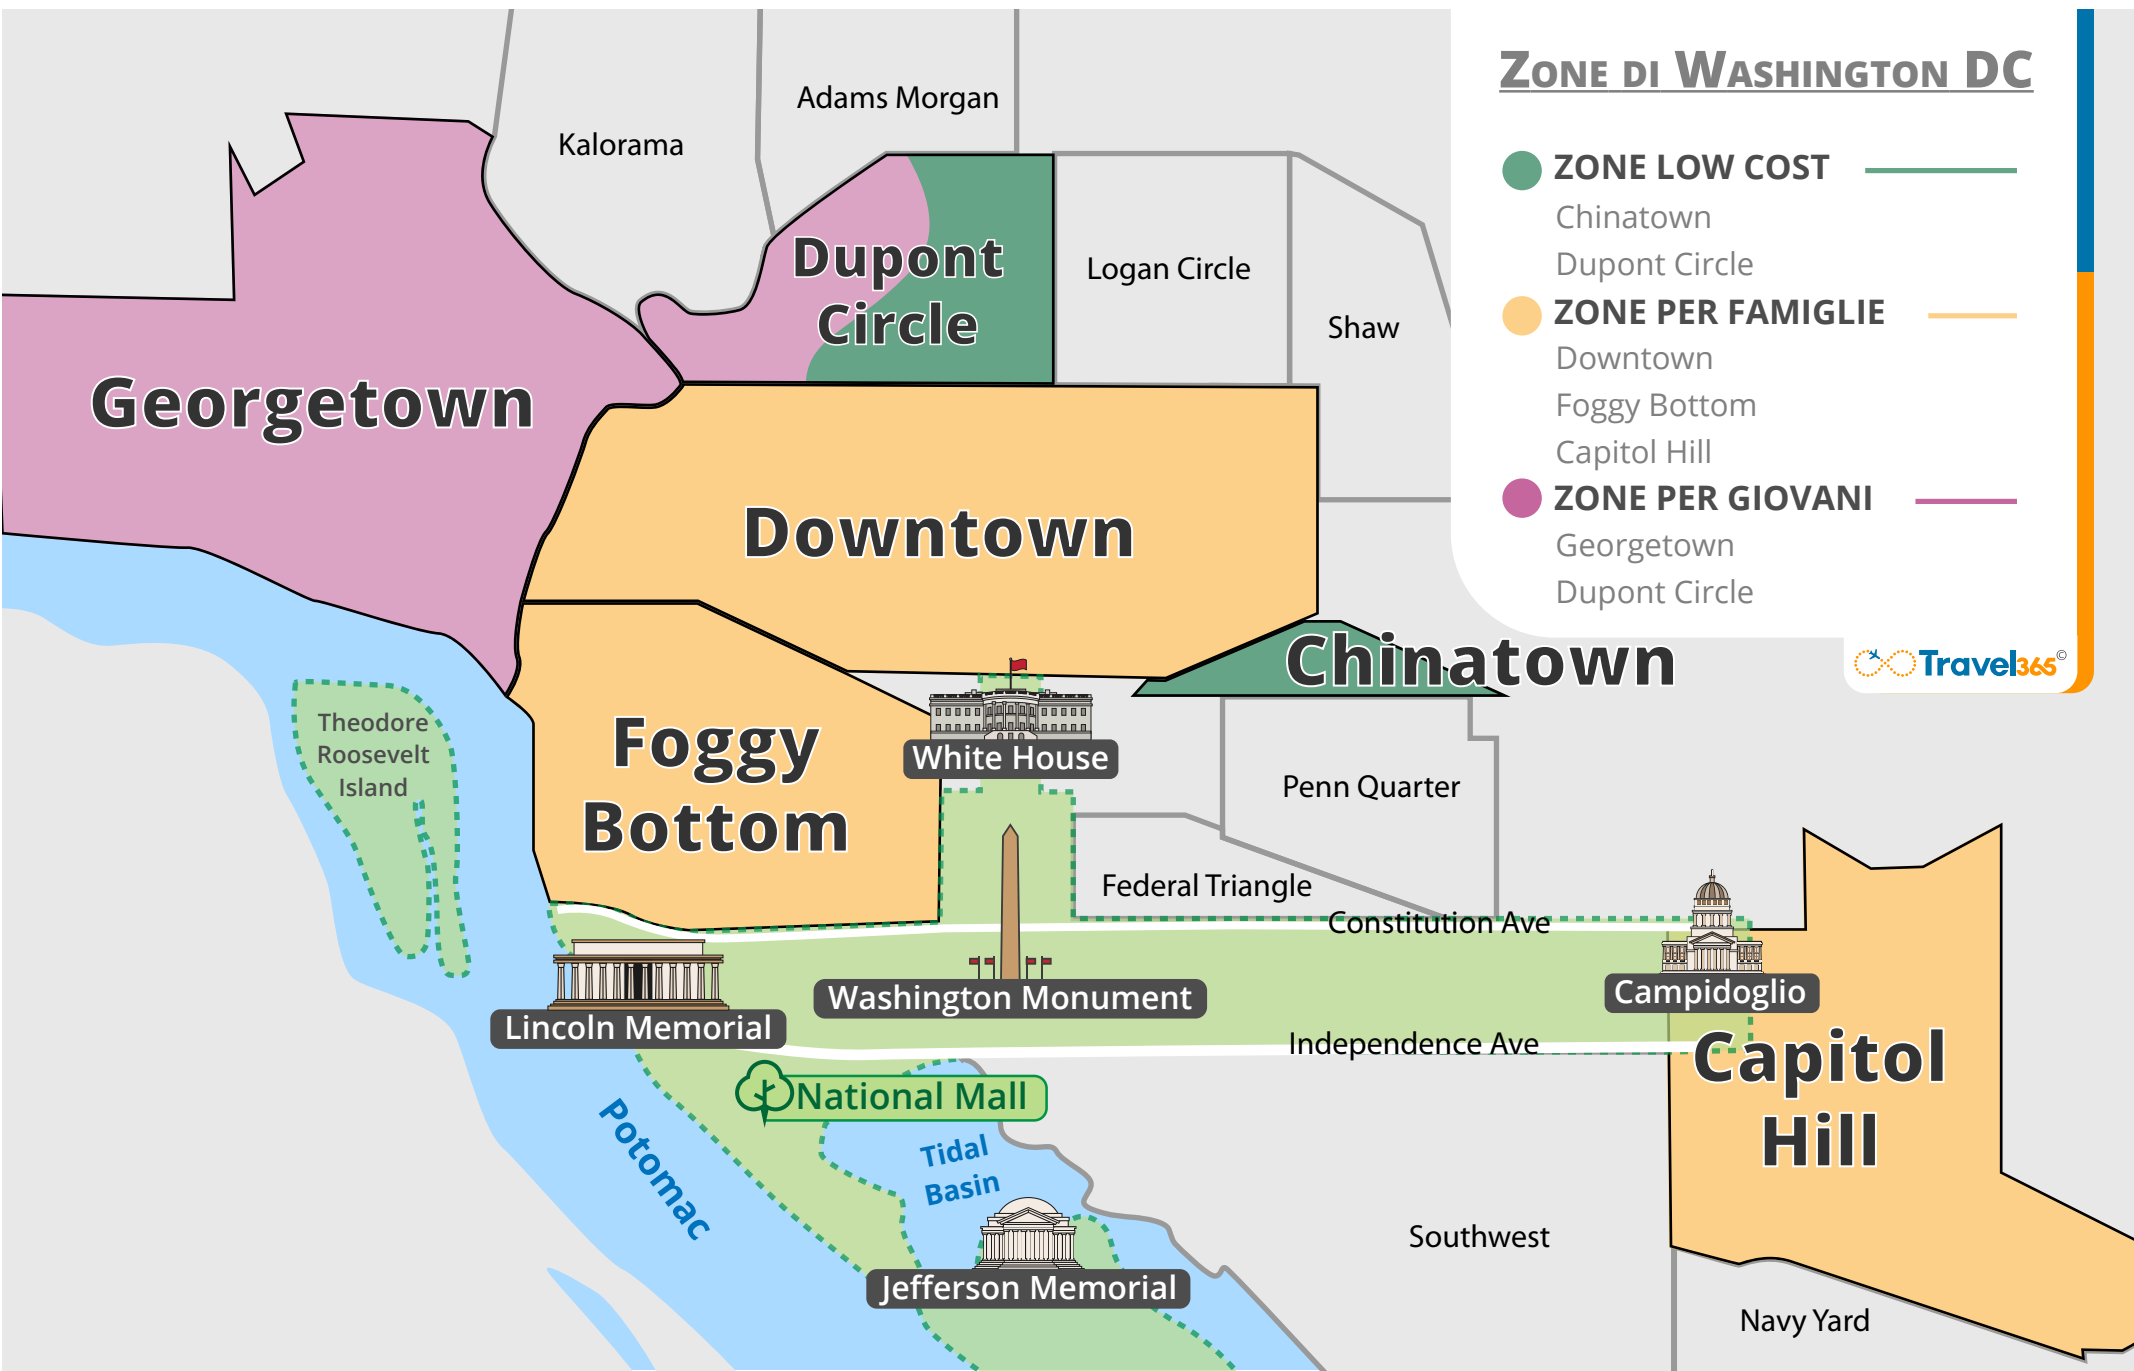 Zone di Washington DC
ZONE LOW COST
Chinatown
Dupont Circle
ZONE PER FAMIGLIE
Downtown
Foggy Bottom
Capitol Hill
ZONE PER GIOVANI
Georgetown
Dupont Circle
Travel365©
Adams Morgan
Kalorama
Dupont
Circle
Logan Circle
Shaw
Georgetown
Downtown
Chinatown
Theodore
Roosevelt
Island
Foggy
Bottom
White House
Penn Quarter
Federal Triangle
Constitution Ave
Washington Monument
Campidoglio
Lincoln Memorial
Independence Ave
Capitol
Hill
National Mall
Potomac
Tidal
Basin
Southwest
Jefferson Memorial
Navy Yard